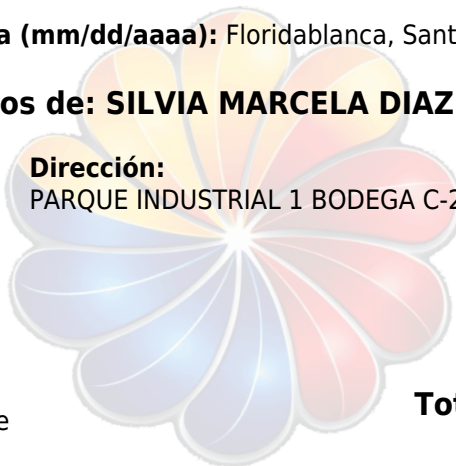 a (mm/dd/aaaa): Floridablanca, Sant
os de: SILVIA MARCELA DIAZ
Dirección:
PARQUE INDUSTRIAL 1 BODEGA C-2
Tot
e